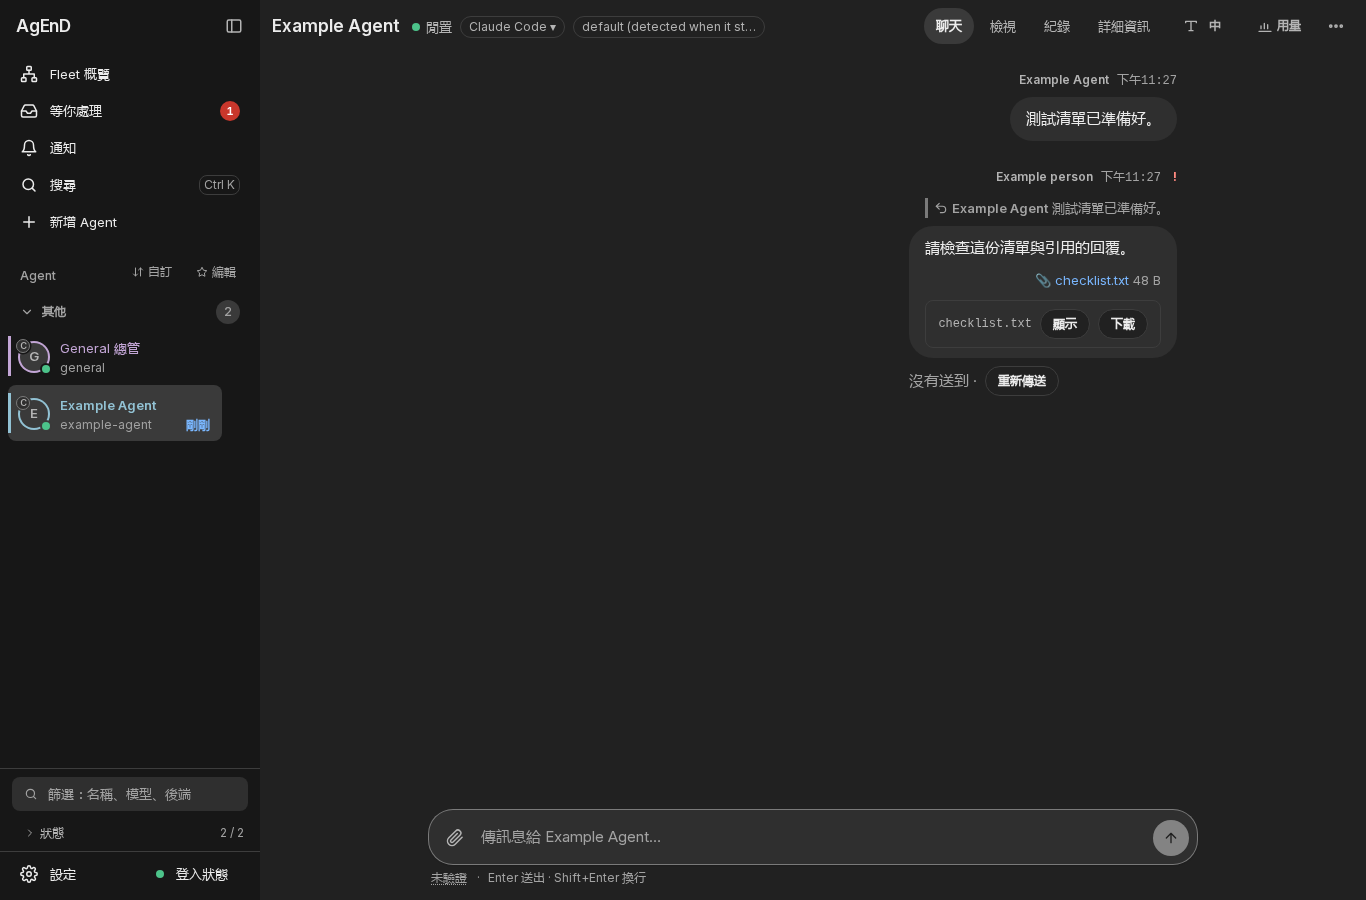 AgEnD
Fleet 概覽
等你處理 1
通知
搜尋 Ctrl K
新增 Agent
Agent 自訂 編輯
其他 2
C G General 總管
general
C E Example Agent
example-agent 剛剛
篩選：名稱、模型、後端
狀態 2 / 2
設定 登入狀態
Example Agent 閒置 Claude Code ▾ default (detected when it st… 聊天 檢視 紀錄 詳細資訊 T 中 用量 •••
Example Agent 下午11:27
測試清單已準備好。
Example person 下午11:27 !
Example Agent 測試清單已準備好。
請檢查這份清單與引用的回覆。
checklist.txt 48 B
checklist.txt 顯示 下載
沒有送到 · 重新傳送
傳訊息給 Example Agent…
未驗證 · Enter 送出 · Shift+Enter 換行